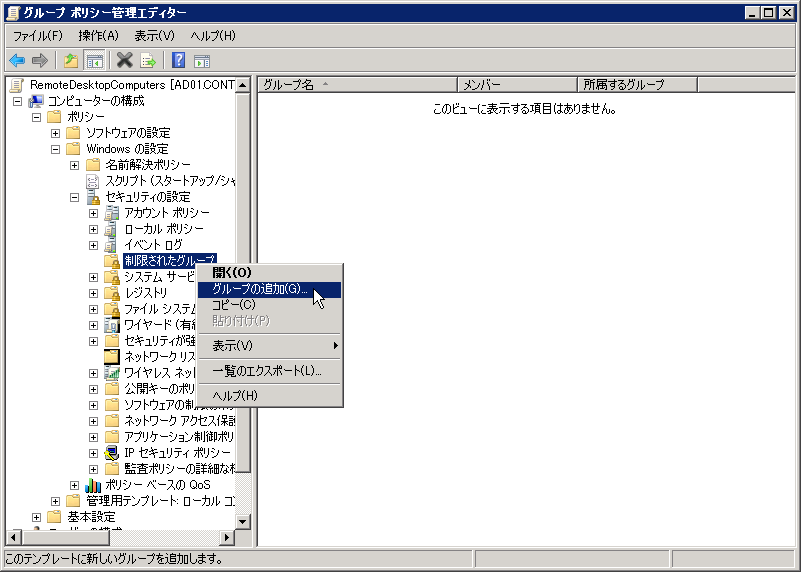 グループ ポリシー管理エディター
ファイル(F) 操作(A) 表示(V) ヘルプ(H)
RemoteDesktopComputers [AD01.CONT
コンピューターの構成
ポリシー
ソフトウェアの設定
Windows の設定
名前解決ポリシー
スクリプト (スタートアップ/シャ
セキュリティの設定
アカウント ポリシー
ローカル ポリシー
イベント ログ
制限されたグループ
システム サービ
レジストリ
ファイル システム
ワイヤード (有線
セキュリティが強
ネットワーク リス
ワイヤレス ネット
公開キーのポリ
ソフトウェアの制限のポリ
ネットワーク アクセス保護
アプリケーション制御ポリ
IP セキュリティ ポリシー
監査ポリシーの詳細な構
ポリシー ベースの QoS
管理用テンプレート: ローカル コン
基本設定
グループ名 メンバー 所属するグループ
このビューに表示する項目はありません。
開く(O)
グループの追加(G)...
コピー(C)
貼り付け(P)
表示(V)
一覧のエクスポート(L)...
ヘルプ(H)
このテンプレートに新しいグループを追加します。